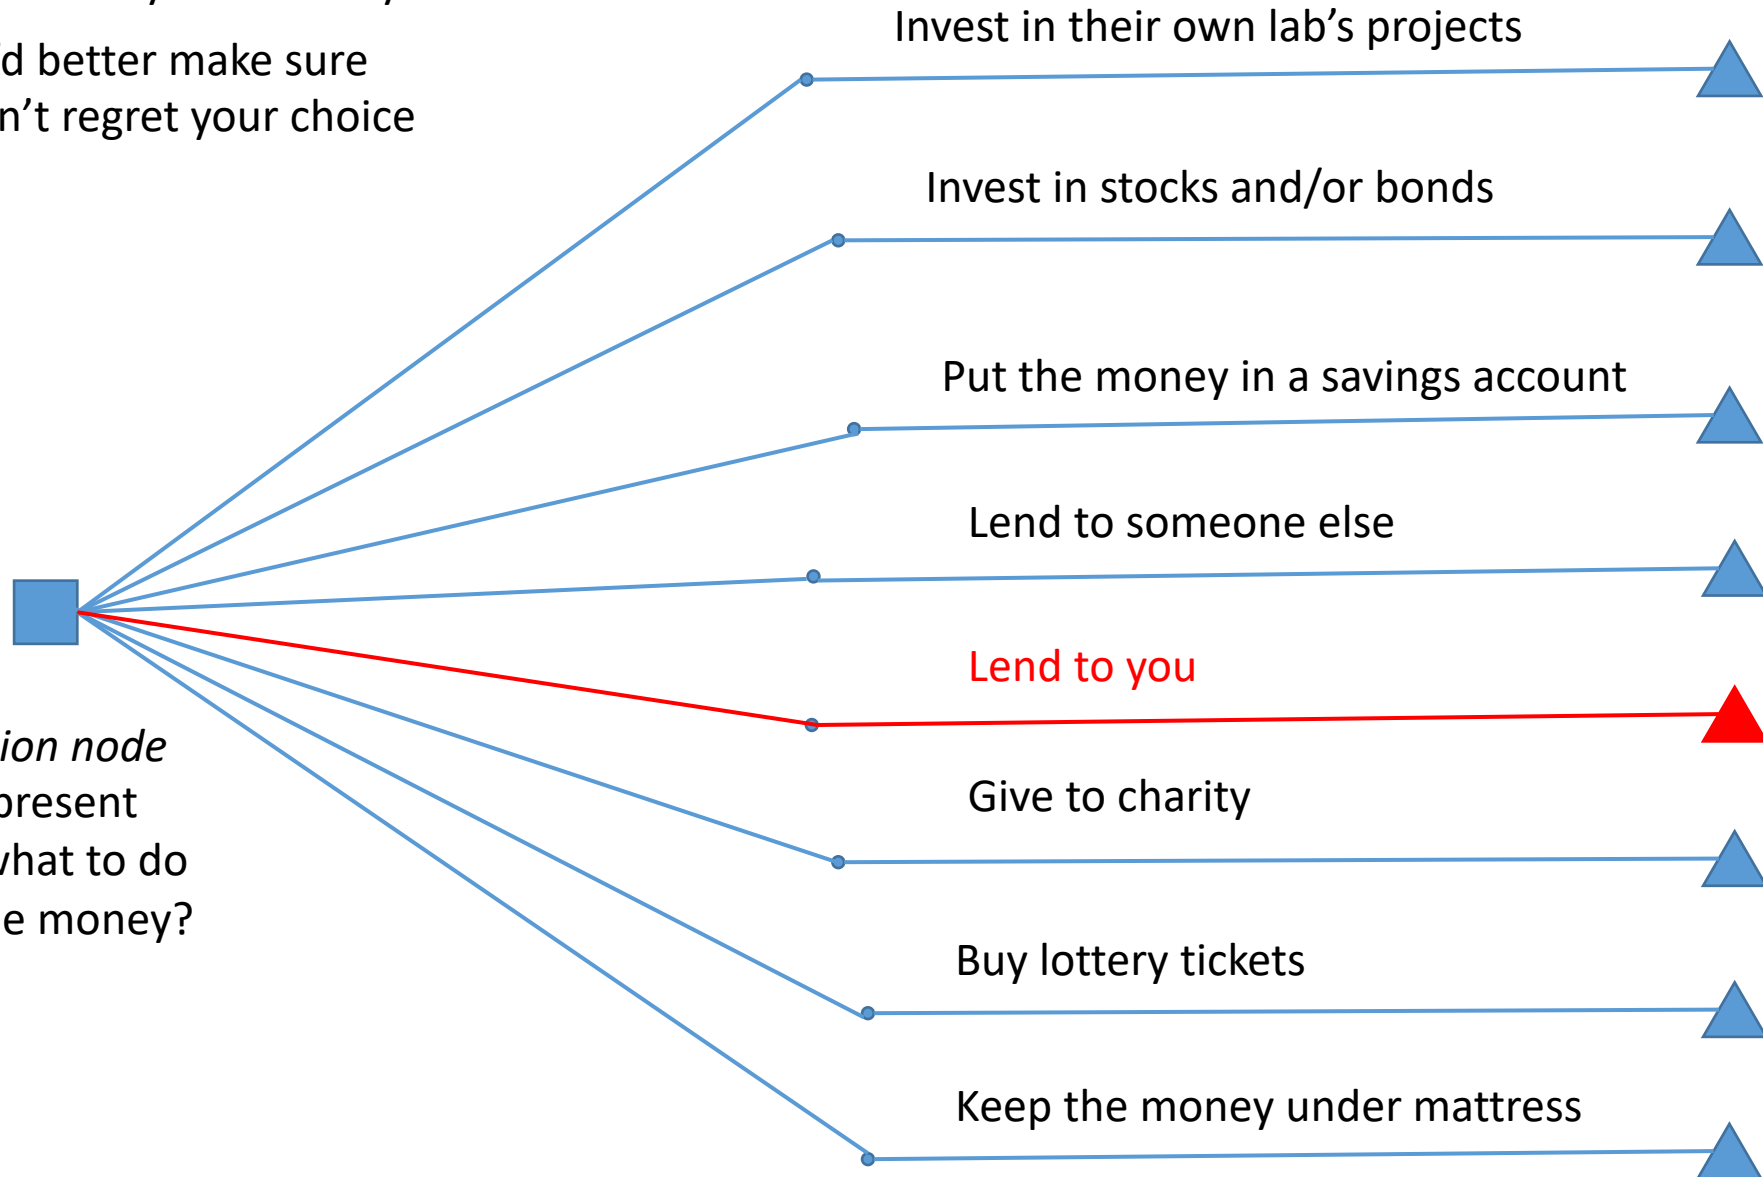 'd better make sure
n't regret your choice
Invest in their own lab's projects
Invest in stocks and/or bonds
Put the money in a savings account
Lend to someone else
Lend to you
ion node
present
what to do
e money?
Give to charity
Buy lottery tickets
Keep the money under mattress